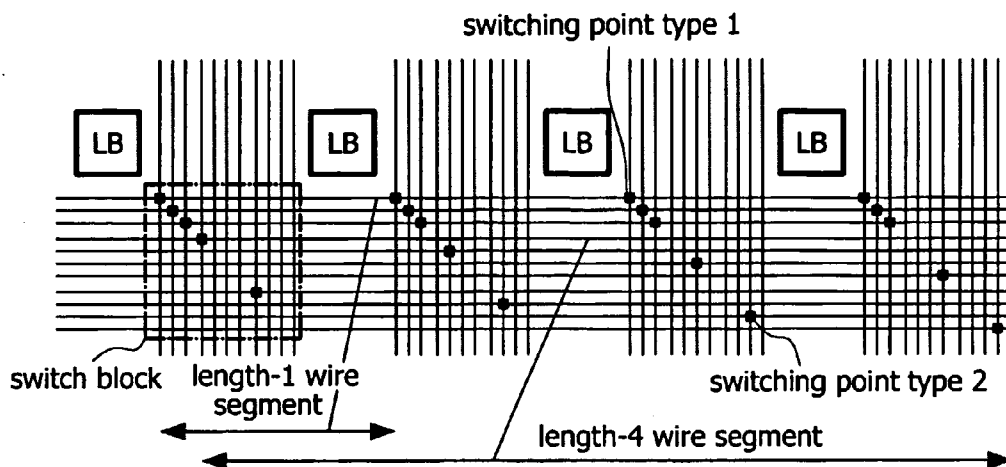 switching point type 1
LB
LB
LB
LB
switch block
length-1 wire
segment
switching point type 2
length-4 wire segment